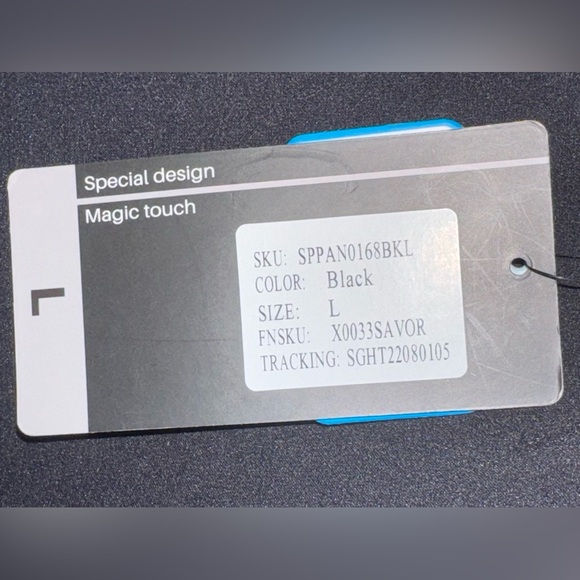 Special design
Magic touch
L
SKU: SPPAN0168BKL
COLOR: Black
SIZE: L
FNSKU: X0033SAVOR
TRACKING: SGHT22080105